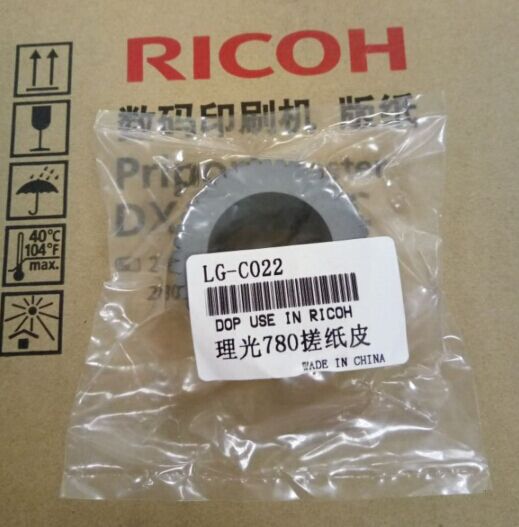 RICOH
数码印刷机 版纸
Priport Master
DX
40°C
104°F
max.
LG-C022
DOP USE IN RICOH
理光780搓纸皮
MADE IN CHINA